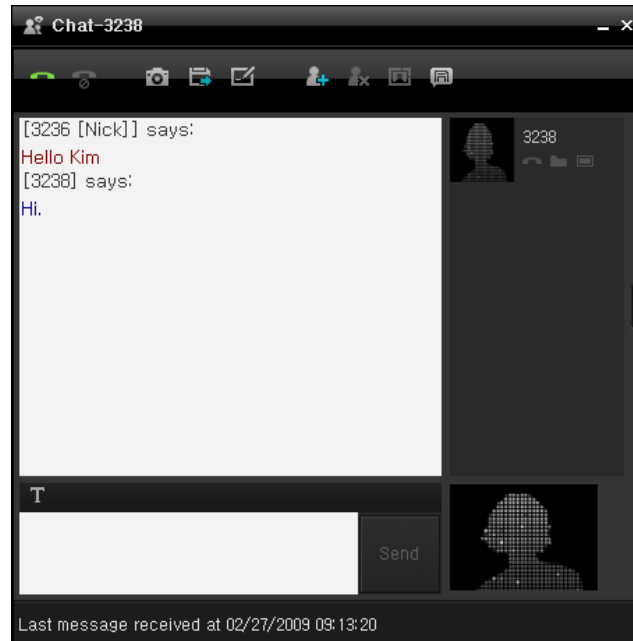 Chat-3238
[3236 [Nick]] says:
Hello Kim
[3238] says:
Hi.
3238
T
Send
Last message received at 02/27/2009 09:13:20